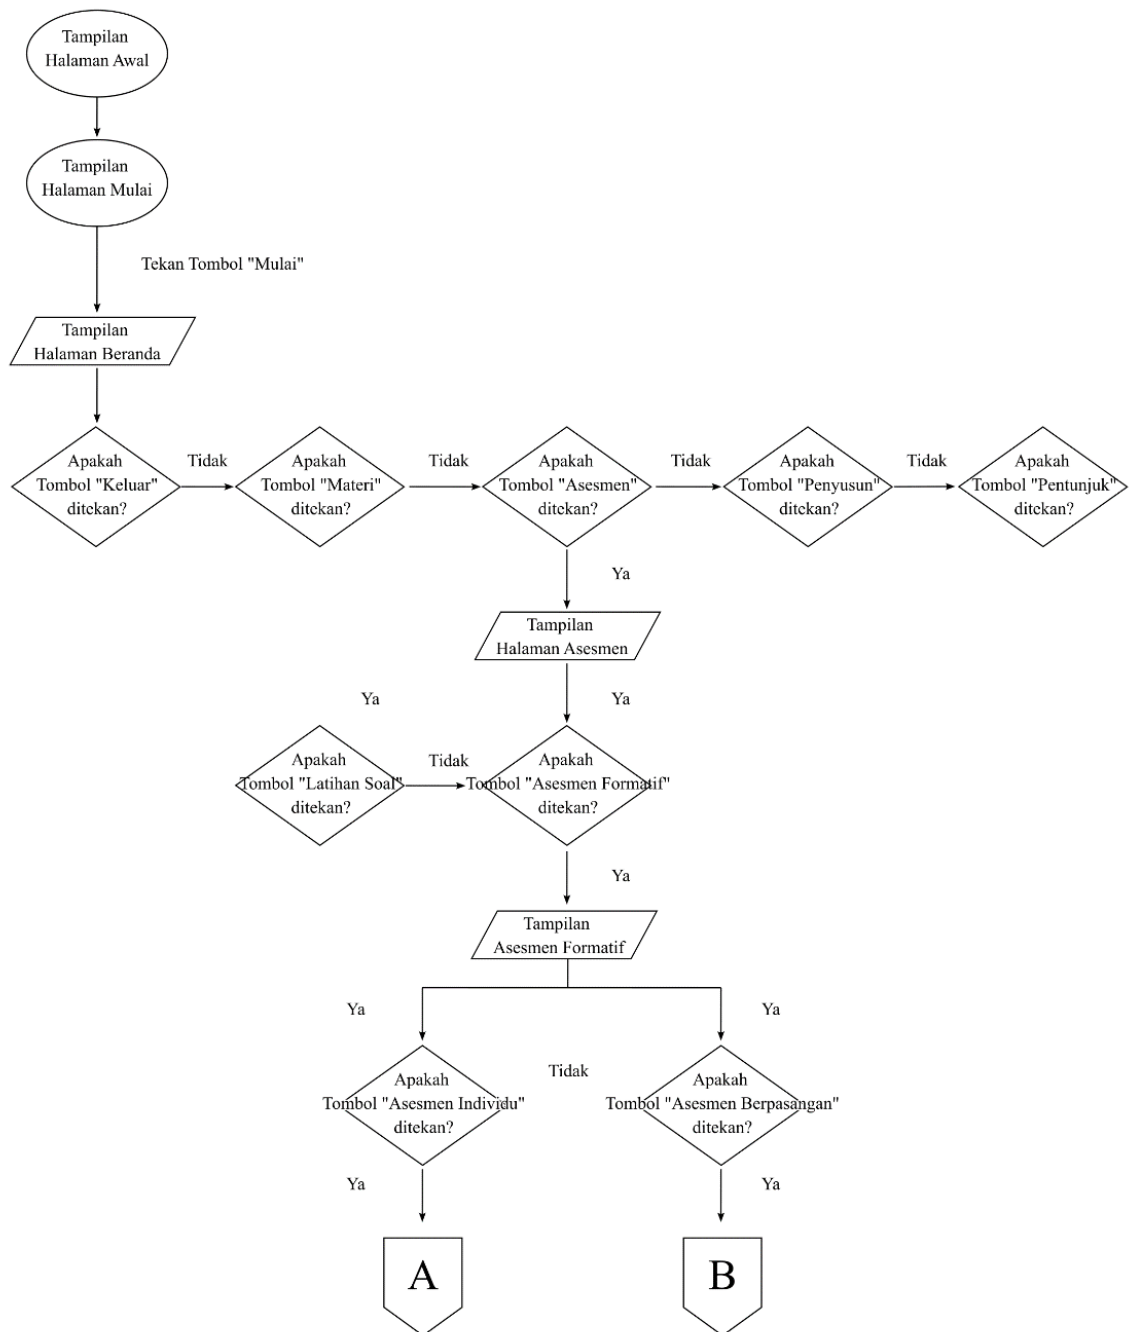 Tampilan
Halaman Awal
Tampilan
Halaman Mulai
Tekan Tombol "Mulai"
Tampilan
Halaman Beranda
Apakah
Tombol "Keluar"
ditekan?
Tidak
Apakah
Tombol "Materi"
ditekan?
Tidak
Apakah
Tombol "Asesmen"
ditekan?
Tidak
Apakah
Tombol "Penyusun"
ditekan?
Tidak
Apakah
Tombol "Pentunjuk"
ditekan?
Ya
Tampilan
Halaman Asesmen
Ya
Ya
Apakah
Tombol "Latihan Soal"
ditekan?
Tidak
Apakah
Tombol "Asesmen Formatif"
ditekan?
Ya
Tampilan
Asesmen Formatif
Ya
Ya
Apakah
Tombol "Asesmen Individu"
ditekan?
Tidak
Apakah
Tombol "Asesmen Berpasangan"
ditekan?
Ya
Ya
A
B